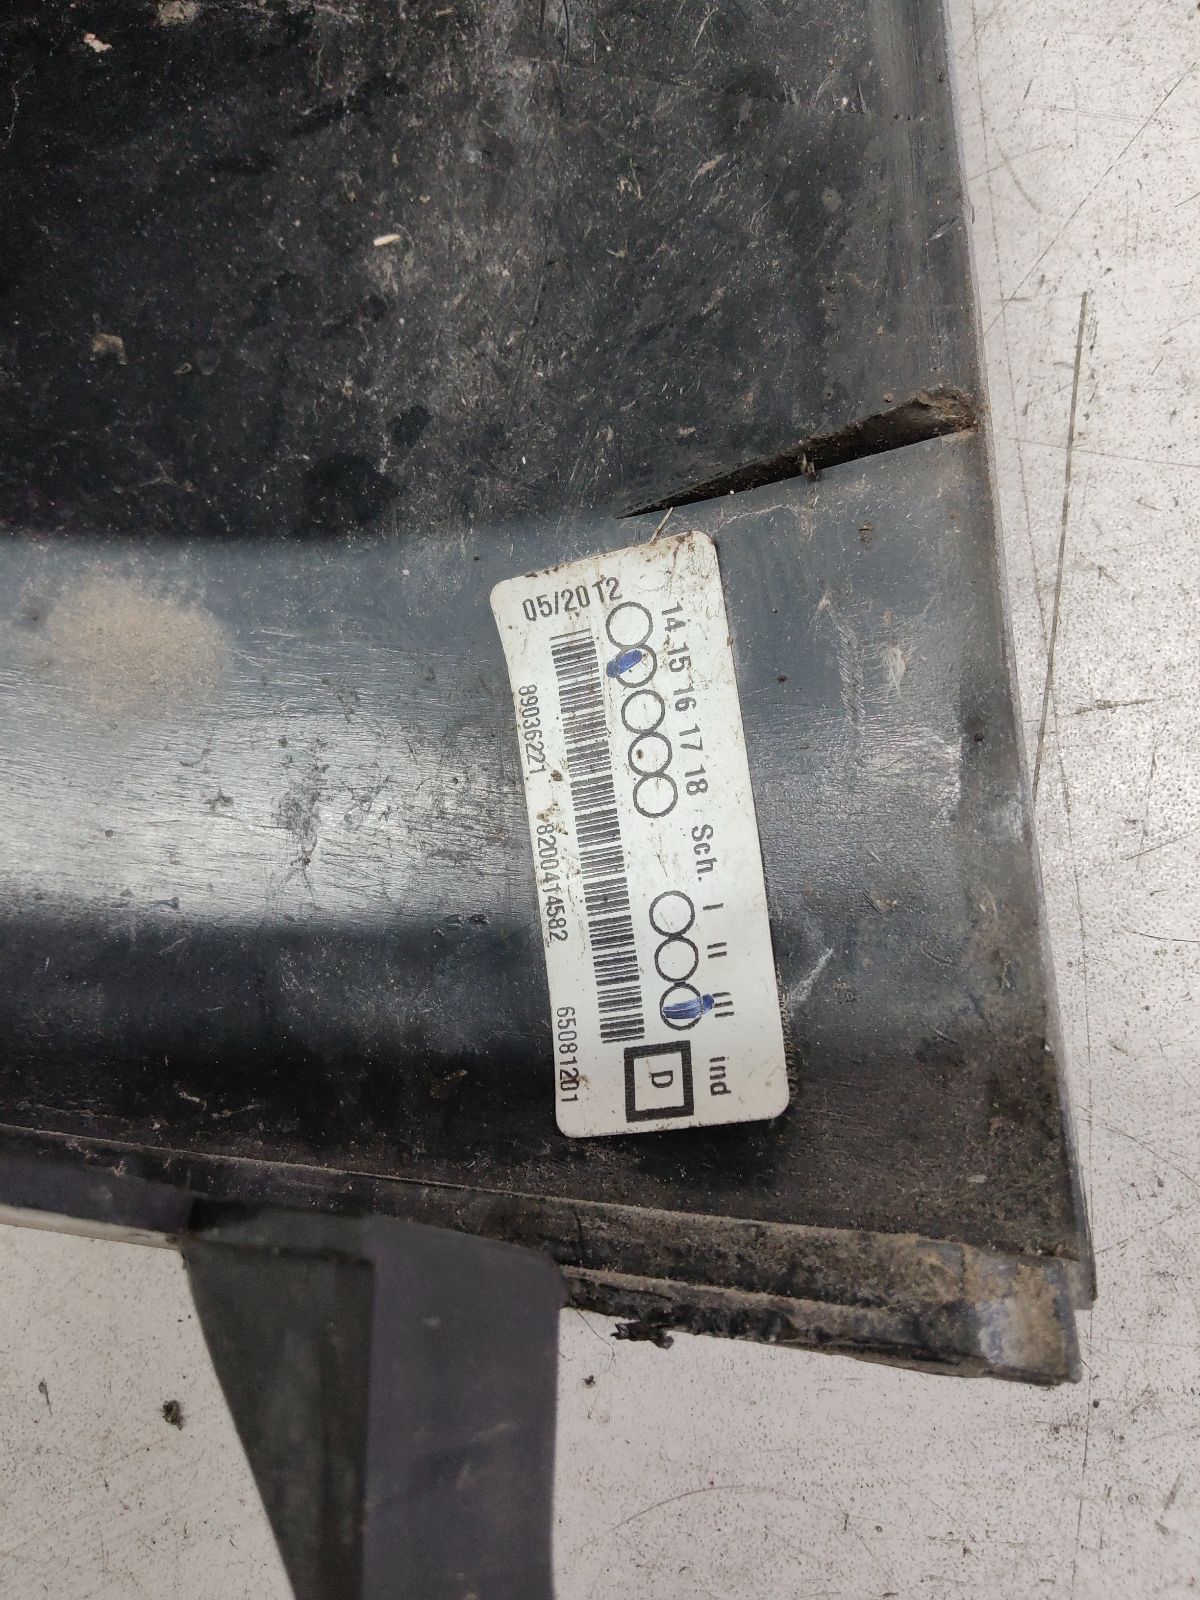 05/2012
14 15 16 17 18 Sch. I II III ind
D
89036221 8200414582 65081201